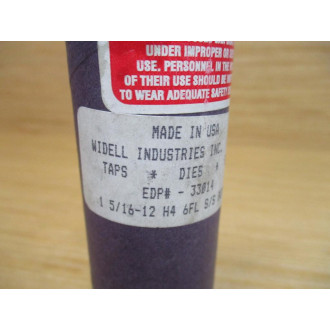 UNDER IMPROPER OR
USE. PERSONNEL IN THE
OF THEIR USE SHOULD BE
TO WEAR ADEQUATE SAFETY
MADE IN USA
WIDELL INDUSTRIES INC.
TAPS * DIES *
EDP# - 33014
1 5/16-12 H4 6FL S/S